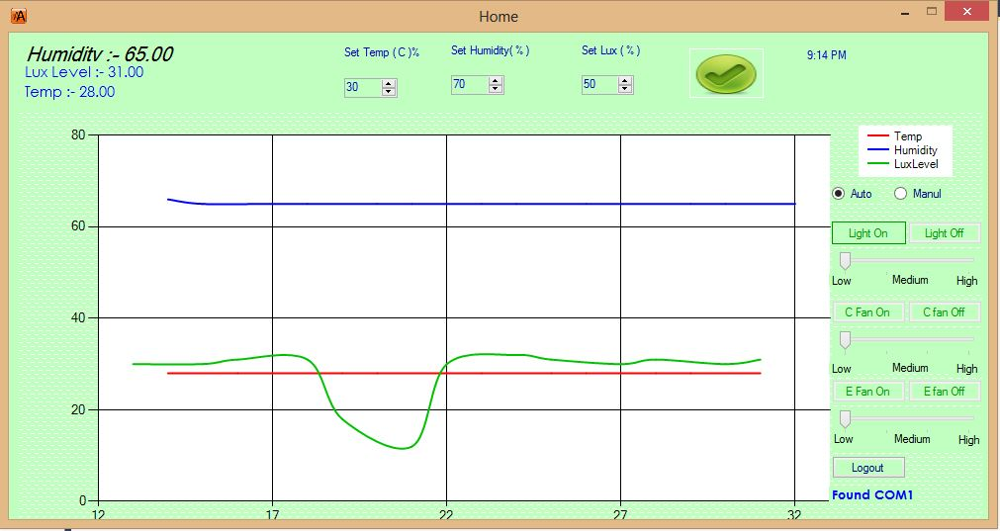 Home
Humidity :- 65.00
Lux Level :- 31.00
Temp :- 28.00
Set Temp ( C )%
Set Humidity( % )
Set Lux ( % )
30
70
50
9:14 PM
80
60
40
20
0
12
17
22
27
32
Temp
Humidity
LuxLevel
Auto
Manul
Light On
Light Off
Low
Medium
High
C Fan On
C fan Off
Low
Medium
High
E Fan On
E fan Off
Low
Medium
High
Logout
Found COM1